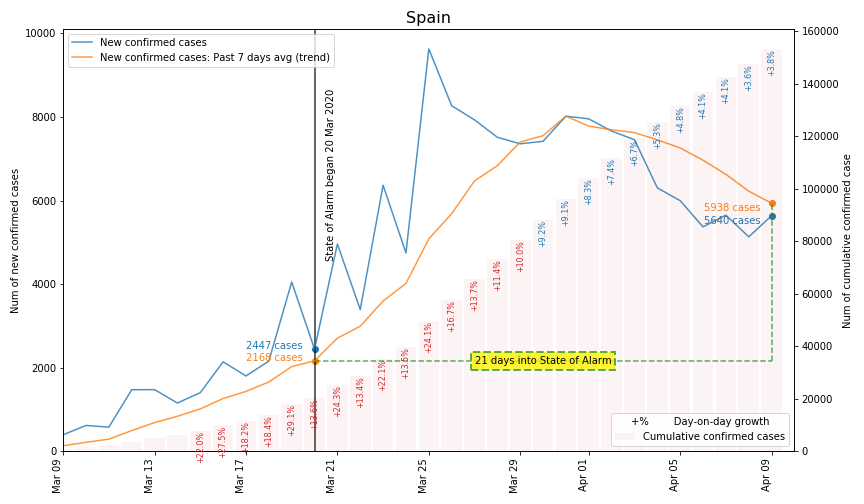 Spain
New confirmed cases
New confirmed cases: Past 7 days avg (trend)
State of Alarm began 20 Mar 2020
Num of new confirmed cases
Num of cumulative confirmed case
10000
8000
6000
4000
2000
0
160000
140000
120000
100000
80000
60000
40000
20000
0
2447 cases
2168 cases
5938 cases
5640 cases
21 days into State of Alarm
+22.0%
+27.5%
+18.2%
+18.4%
+29.1%
+13.6%
+24.3%
+13.4%
+22.1%
+13.5%
+24.1%
+16.7%
+13.7%
+11.4%
+10.0%
+9.2%
+9.1%
+8.3%
+7.4%
+6.7%
+5.3%
+4.8%
+4.1%
+4.1%
+3.6%
+3.8%
+% Day-on-day growth
Cumulative confirmed cases
Mar 09
Mar 13
Mar 17
Mar 21
Mar 25
Mar 29
Apr 01
Apr 05
Apr 09